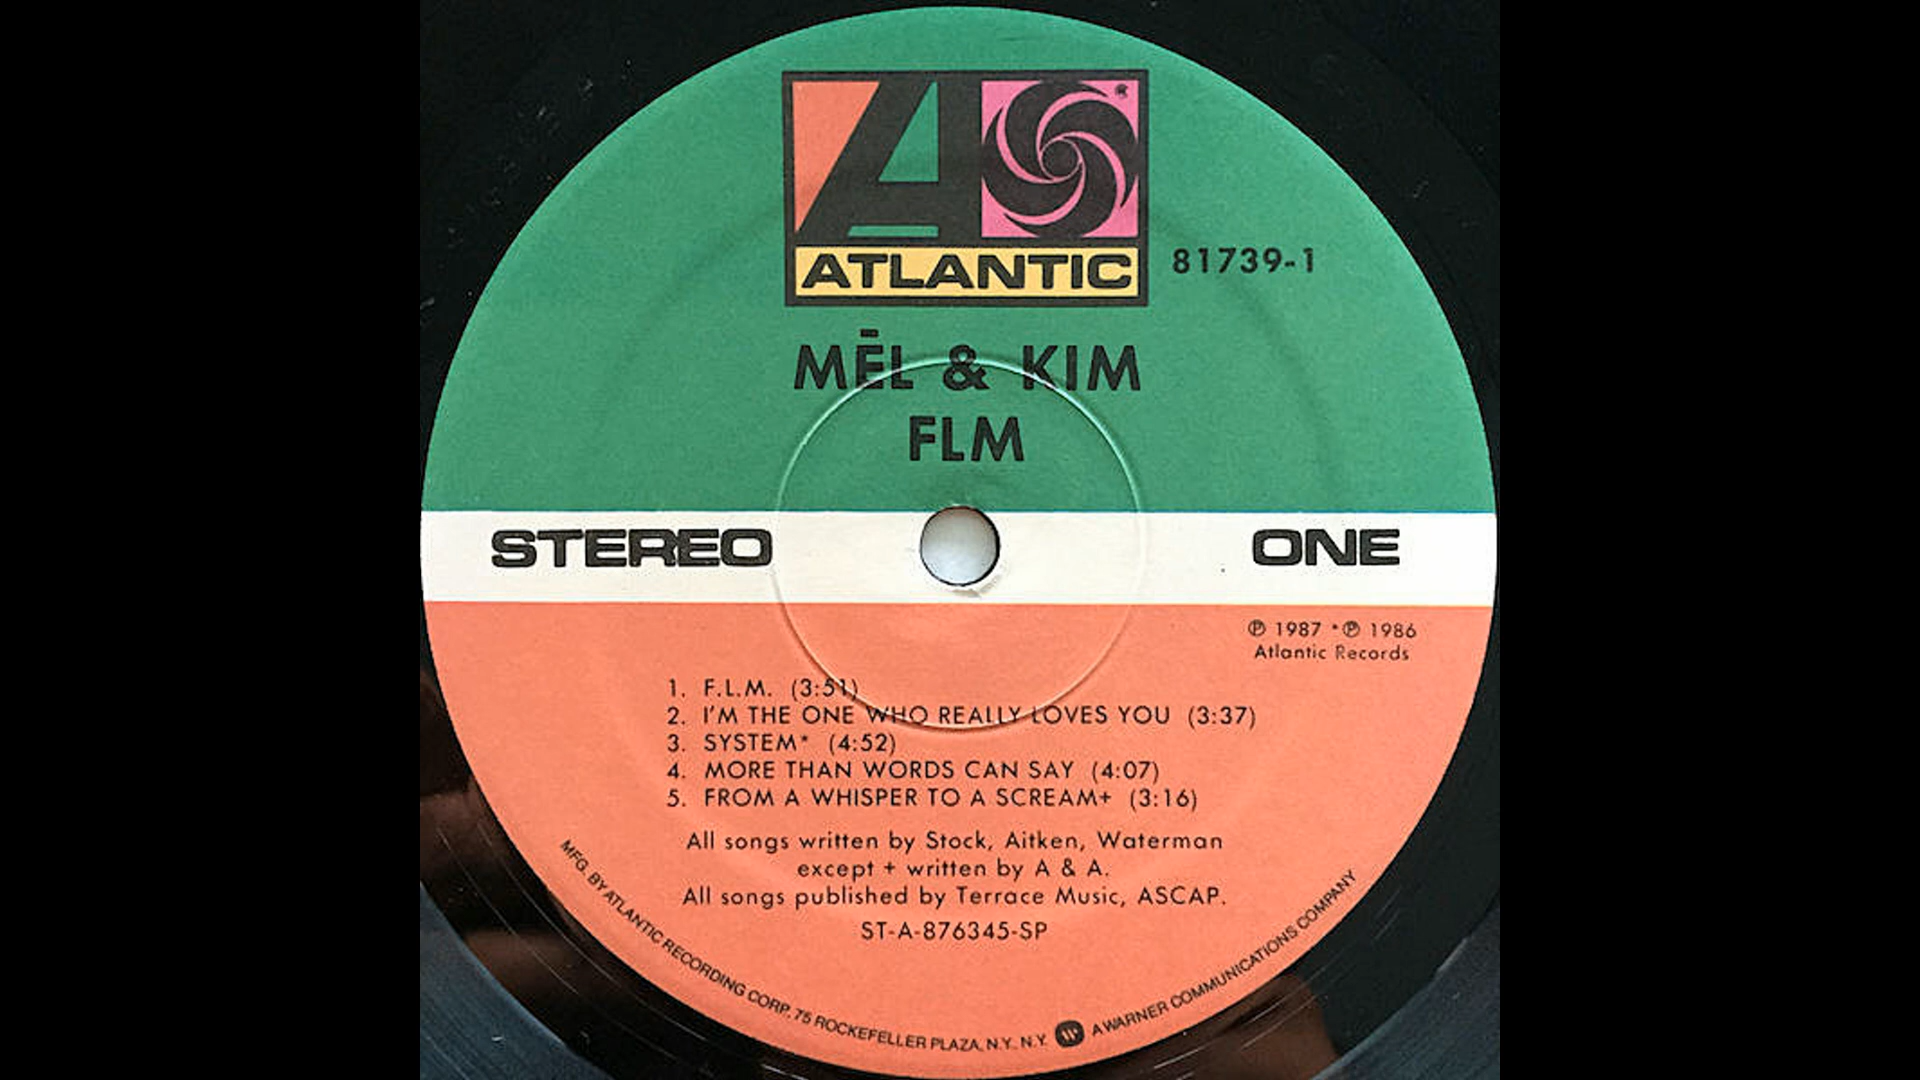 ®
ATLANTIC
81739-1
MĒL & KIM
FLM
STEREO
ONE
℗ 1987 *℗ 1986
Atlantic Records
1. F.L.M. (3:51)
2. I'M THE ONE WHO REALLY LOVES YOU (3:37)
3. SYSTEM* (4:52)
4. MORE THAN WORDS CAN SAY (4:07)
5. FROM A WHISPER TO A SCREAM+ (3:16)
All songs written by Stock, Aitken, Waterman
except + written by A & A.
All songs published by Terrace Music, ASCAP.
ST-A-876345-SP
MFG. BY ATLANTIC RECORDING CORP. 75 ROCKEFELLER PLAZA, N.Y. N.Y. A WARNER COMMUNICATIONS COMPANY